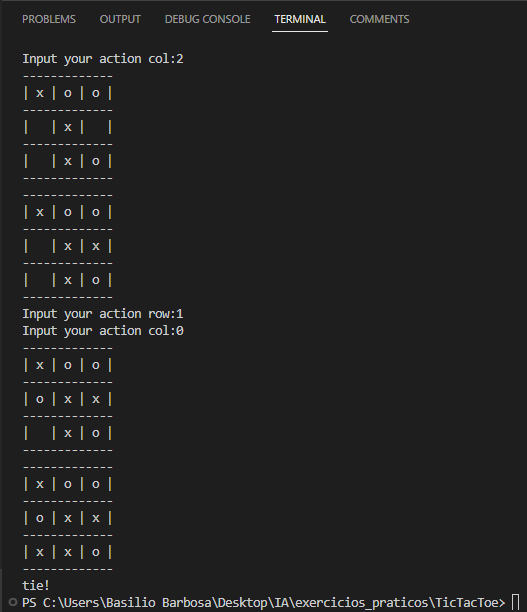 PROBLEMS OUTPUT DEBUG CONSOLE TERMINAL COMMENTS
Input your action col:2
-------------
| x | o | o |
-------------
|   | x |   |
-------------
|   | x | o |
-------------
-------------
| x | o | o |
-------------
|   | x | x |
-------------
|   | x | o |
-------------
Input your action row:1
Input your action col:0
-------------
| x | o | o |
-------------
| o | x | x |
-------------
|   | x | o |
-------------
-------------
| x | o | o |
-------------
| o | x | x |
-------------
| x | x | o |
-------------
tie!
PS C:\Users\Basilio Barbosa\Desktop\IA\exercicios_praticos\TicTacToe>